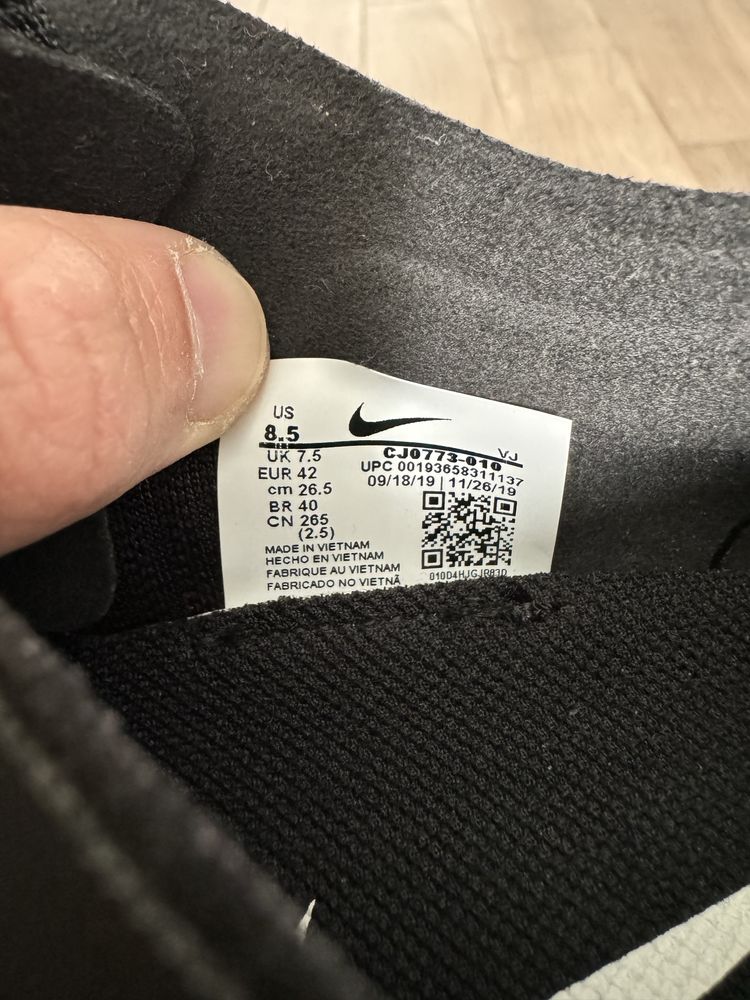 US
8.5
UK 7.5
EUR 42
cm 26.5
BR 40
CN 265
(2.5)
MADE IN VIETNAM
HECHO EN VIETNAM
FABRIQUE AU VIETNAM
FABRICADO NO VIETNÃ
VJ
CJ0773-010
UPC 00193658311137
09/18/19 | 11/26/19